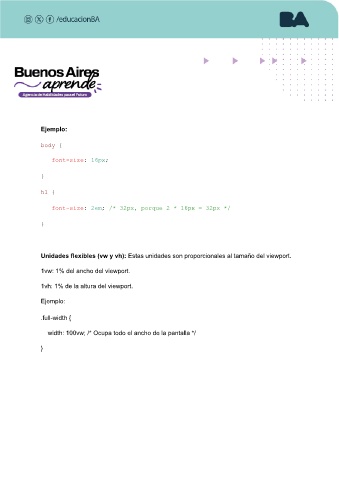 /educacionBA
BA
Buenos Aires
aprende
Agencia de Habilidades para el Futuro
Ejemplo:
body {
font-size: 16px;
}
h1 {
font-size: 2em; /* 32px, porque 2 * 16px = 32px */
}
Unidades flexibles (vw y vh): Estas unidades son proporcionales al tamaño del viewport.
1vw: 1% del ancho del viewport.
1vh: 1% de la altura del viewport.
Ejemplo:
.full-width {
width: 100vw; /* Ocupa todo el ancho de la pantalla */
}